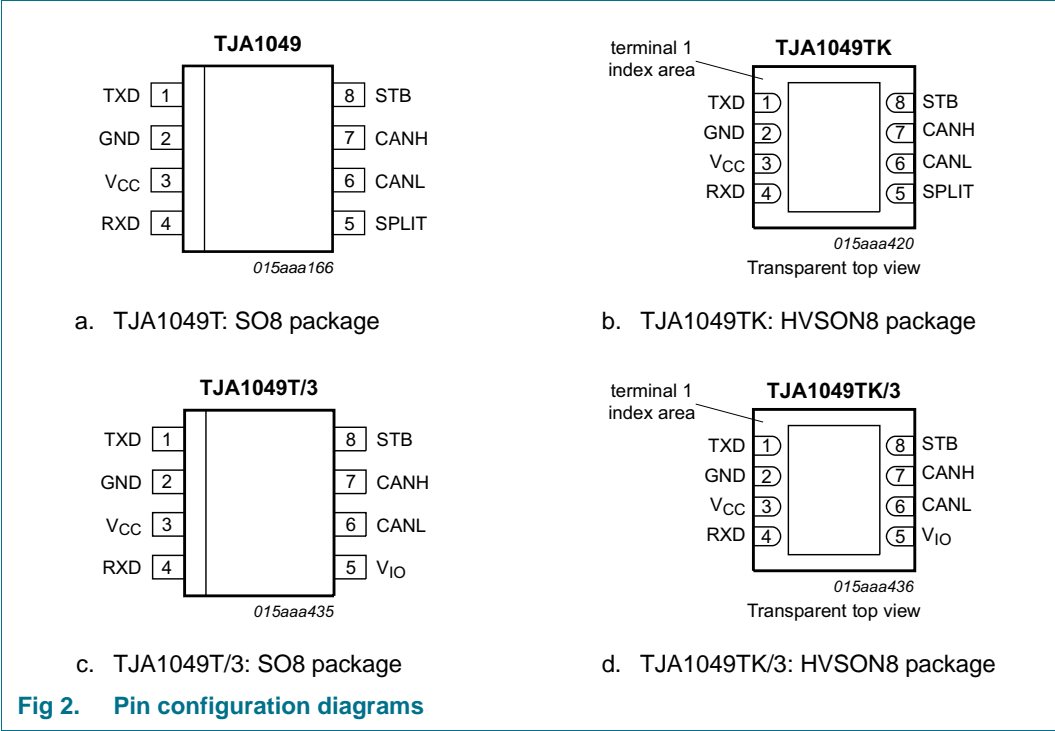 TJA1049
TXD 1
8 STB
GND 2
7 CANH
VCC 3
6 CANL
RXD 4
5 SPLIT
015aaa166
a. TJA1049T: SO8 package
terminal 1
index area
TJA1049TK
TXD 1
8 STB
GND 2
7 CANH
VCC 3
6 CANL
RXD 4
5 SPLIT
015aaa420
Transparent top view
b. TJA1049TK: HVSON8 package
TJA1049T/3
TXD 1
8 STB
GND 2
7 CANH
VCC 3
6 CANL
RXD 4
5 VIO
015aaa435
c. TJA1049T/3: SO8 package
terminal 1
index area
TJA1049TK/3
TXD 1
8 STB
GND 2
7 CANH
VCC 3
6 CANL
RXD 4
5 VIO
015aaa436
Transparent top view
d. TJA1049TK/3: HVSON8 package
Fig 2. Pin configuration diagrams